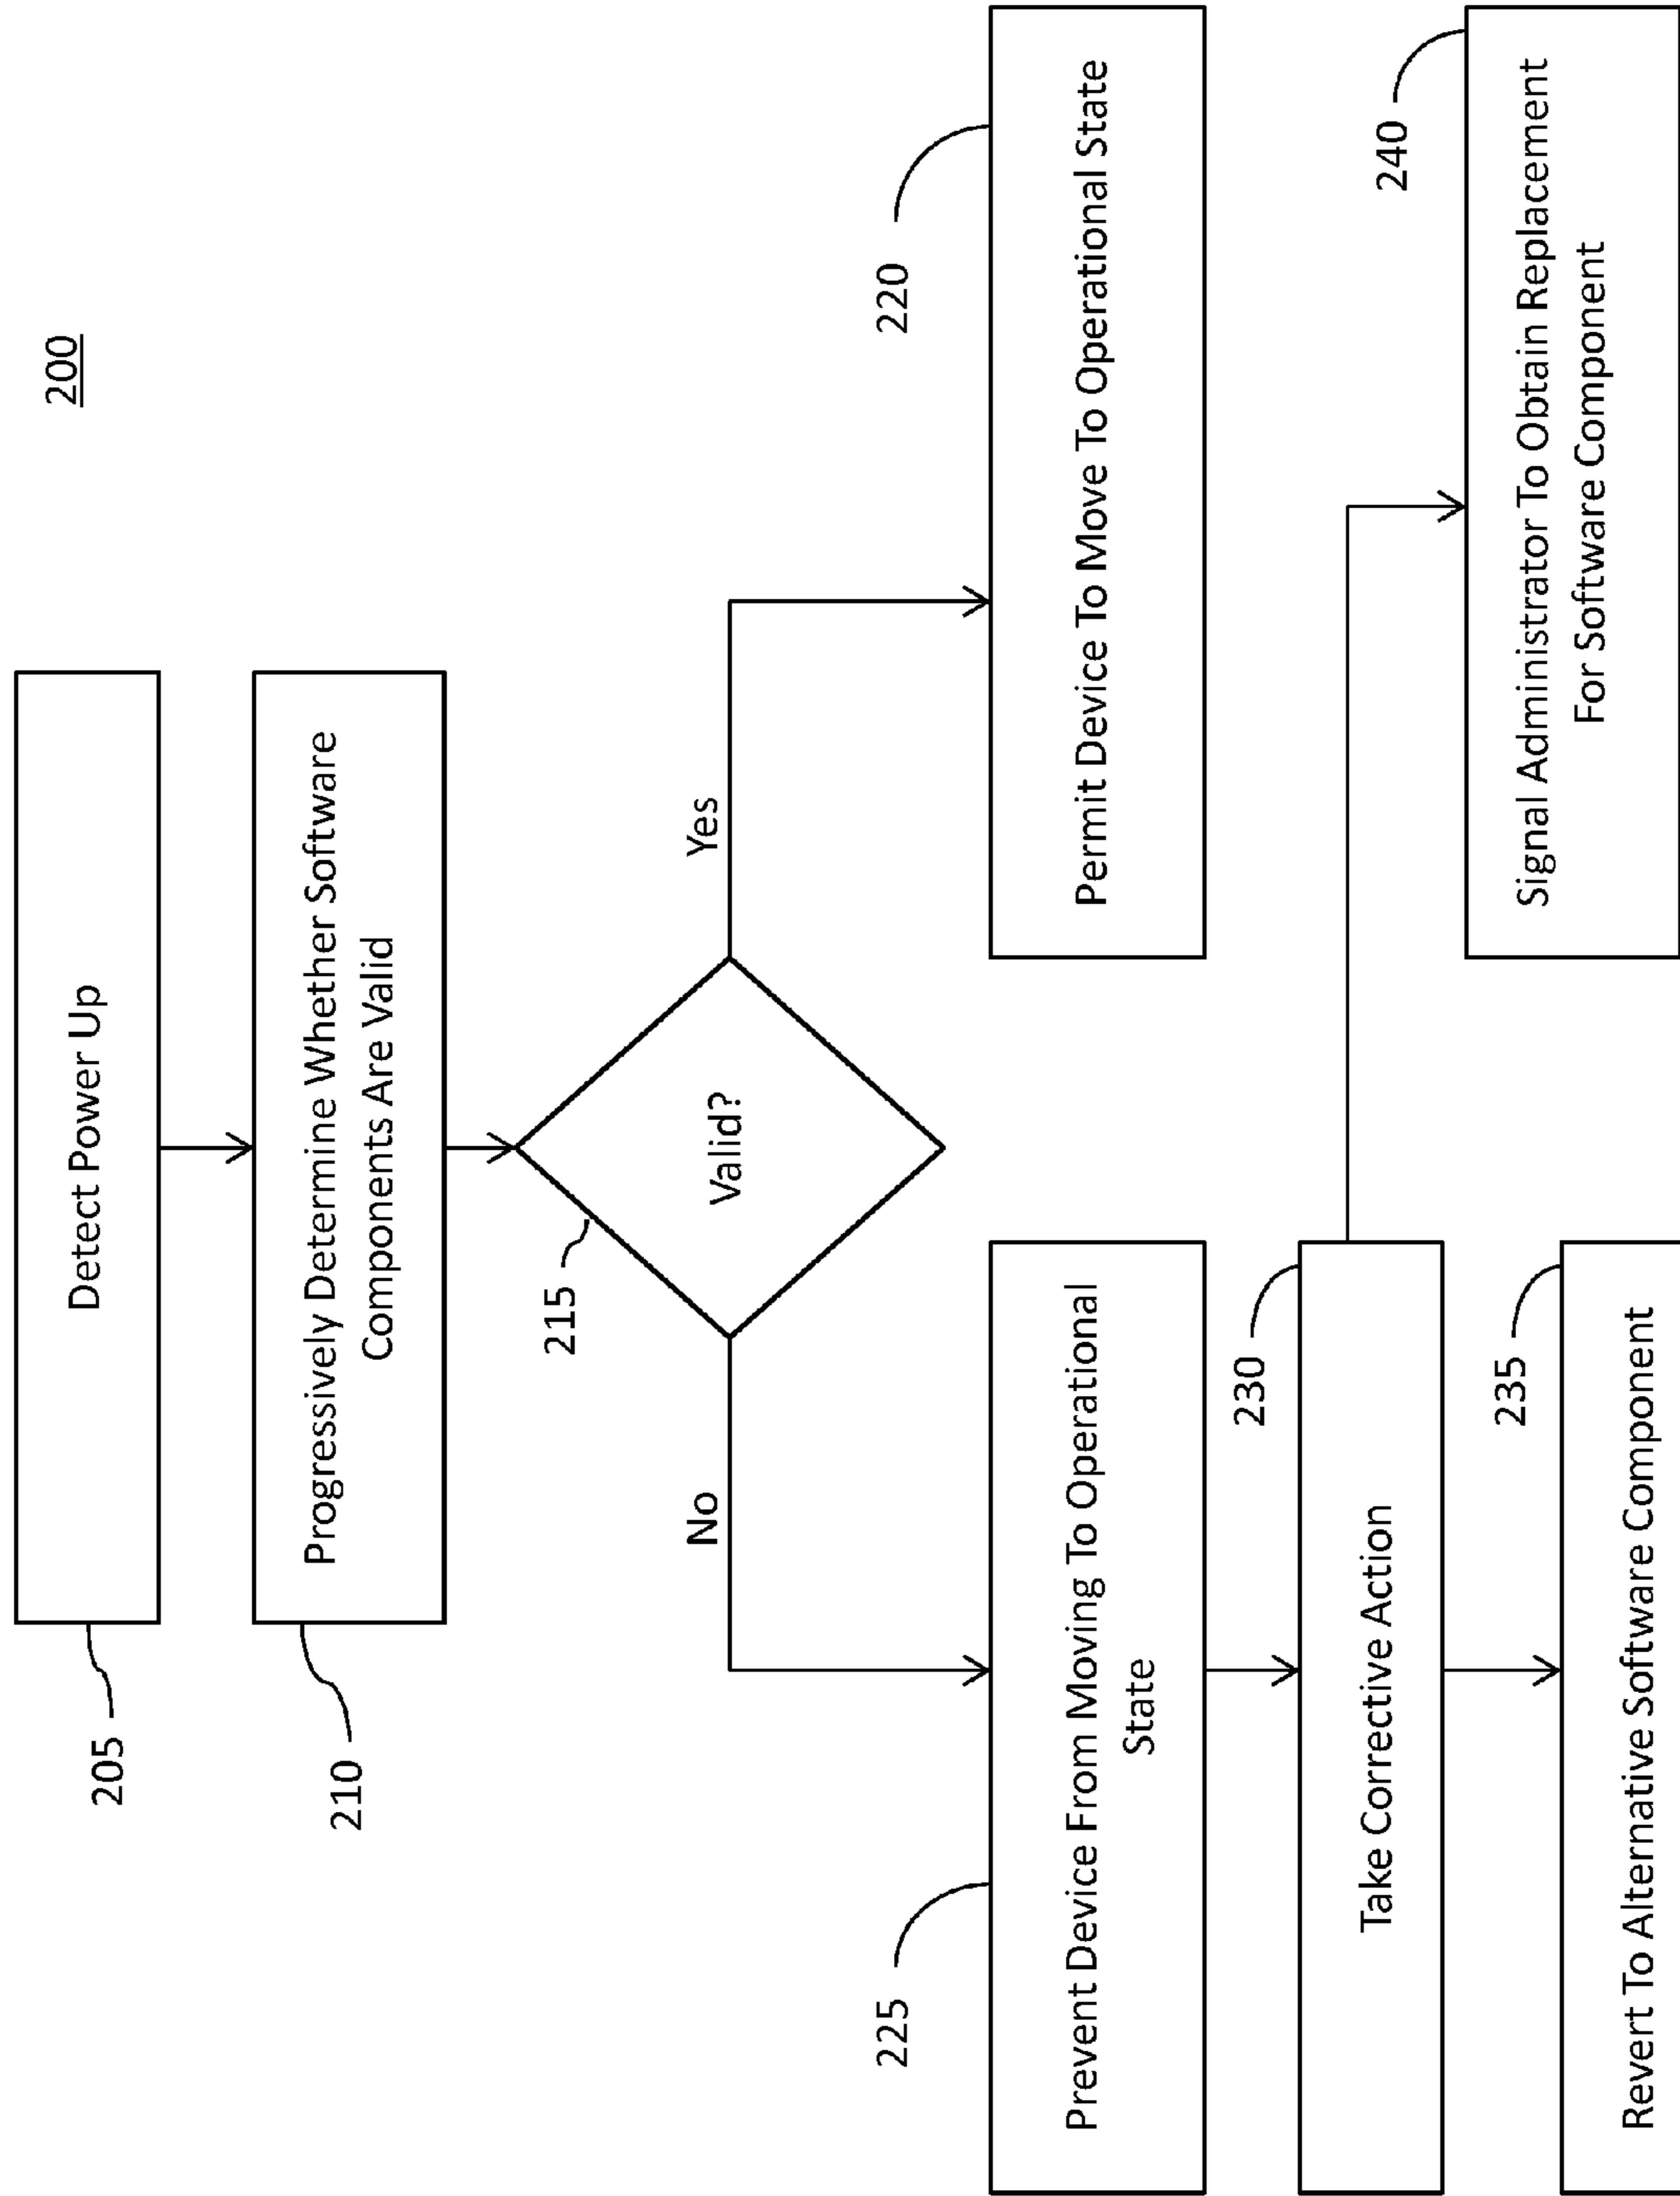 200
Detect Power Up
205
Progressively Determine Whether Software
Components Are Valid
210
215
Valid?
No
Yes
225
220
Prevent Device From Moving To Operational
State
Permit Device To Move To Operational State
230
Take Corrective Action
240
Signal Administrator To Obtain Replacement
For Software Component
235
Revert To Alternative Software Component